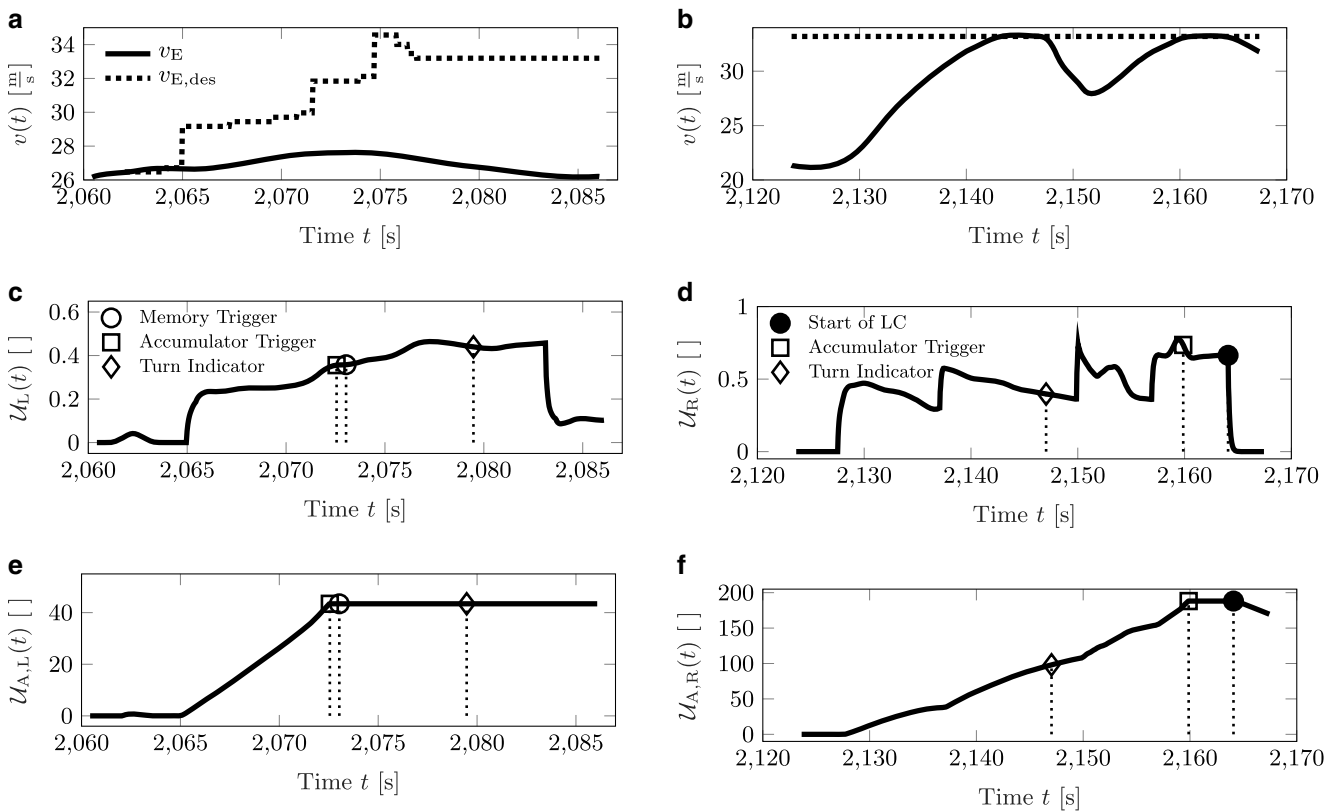 a
v(t) [m/s]
34
32
30
28
26
v_E
v_E,des
2,060 2,065 2,070 2,075 2,080 2,085
Time t [s]
b
v(t) [m/s]
30
25
20
2,120 2,130 2,140 2,150 2,160 2,170
Time t [s]
c
𝒰_L(t) [ ]
0.6
0.4
0.2
0
Memory Trigger
Accumulator Trigger
Turn Indicator
2,060 2,065 2,070 2,075 2,080 2,085
Time t [s]
d
𝒰_R(t) [ ]
1
0.5
0
Start of LC
Accumulator Trigger
Turn Indicator
2,120 2,130 2,140 2,150 2,160 2,170
Time t [s]
e
𝒰_A,L(t) [ ]
40
20
0
2,060 2,065 2,070 2,075 2,080 2,085
Time t [s]
f
𝒰_A,R(t) [ ]
200
150
100
50
0
2,120 2,130 2,140 2,150 2,160 2,170
Time t [s]